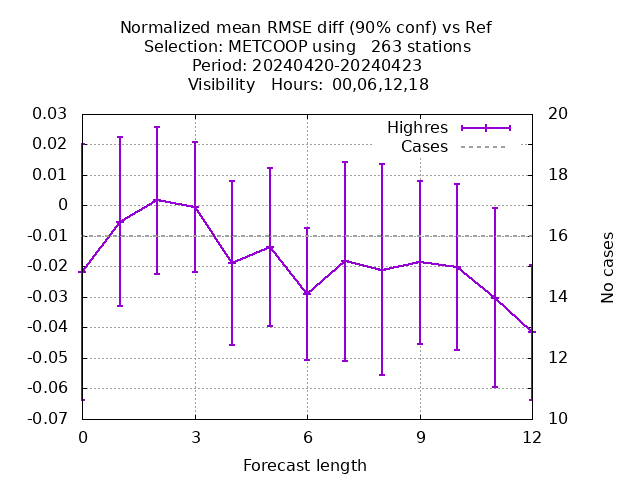 Normalized mean RMSE diff (90% conf) vs Ref
Selection: METCOOP using   263 stations
Period: 20240420-20240423
Visibility   Hours:  00,06,12,18
Highres
Cases
0.03
0.02
0.01
0
-0.01
-0.02
-0.03
-0.04
-0.05
-0.06
-0.07
20
18
16
14
12
10
No cases
0 3 6 9 12
Forecast length